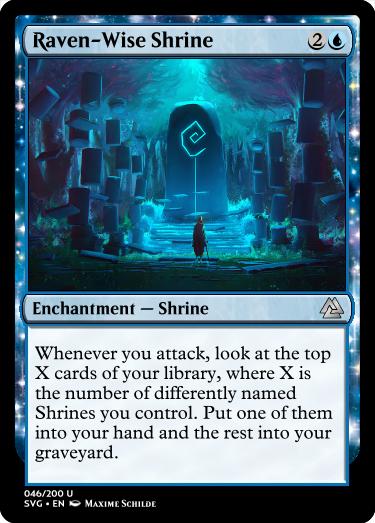 Raven-Wise Shrine 2
Enchantment — Shrine
Whenever you attack, look at the top
X cards of your library, where X is
the number of differently named
Shrines you control. Put one of them
into your hand and the rest into your
graveyard.
046/200 U
SVG • EN Maxime Schilde